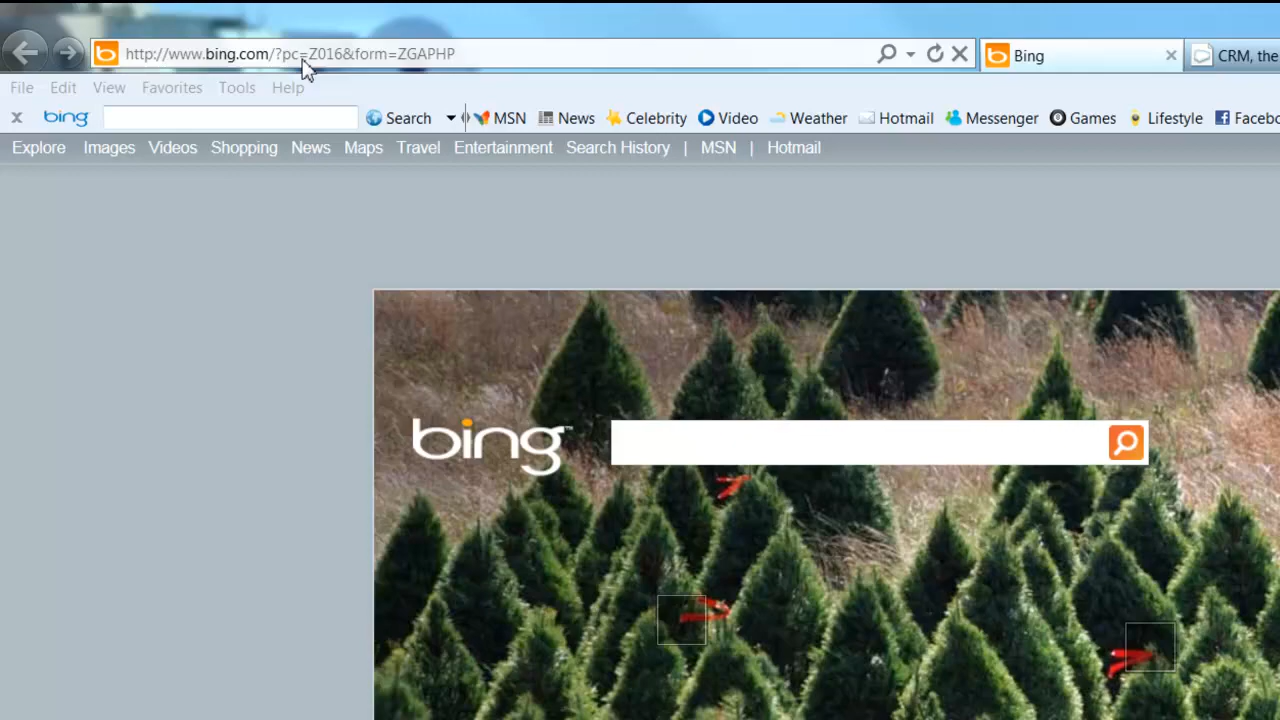 http://www.bing.com/?pc=Z016&form=ZGAPHP
Bing
CRM, the
File Edit View Favorites Tools Help
bing Search MSN News Celebrity Video Weather Hotmail Messenger Games Lifestyle Facebo
Explore Images Videos Shopping News Maps Travel Entertainment Search History | MSN | Hotmail
bing™